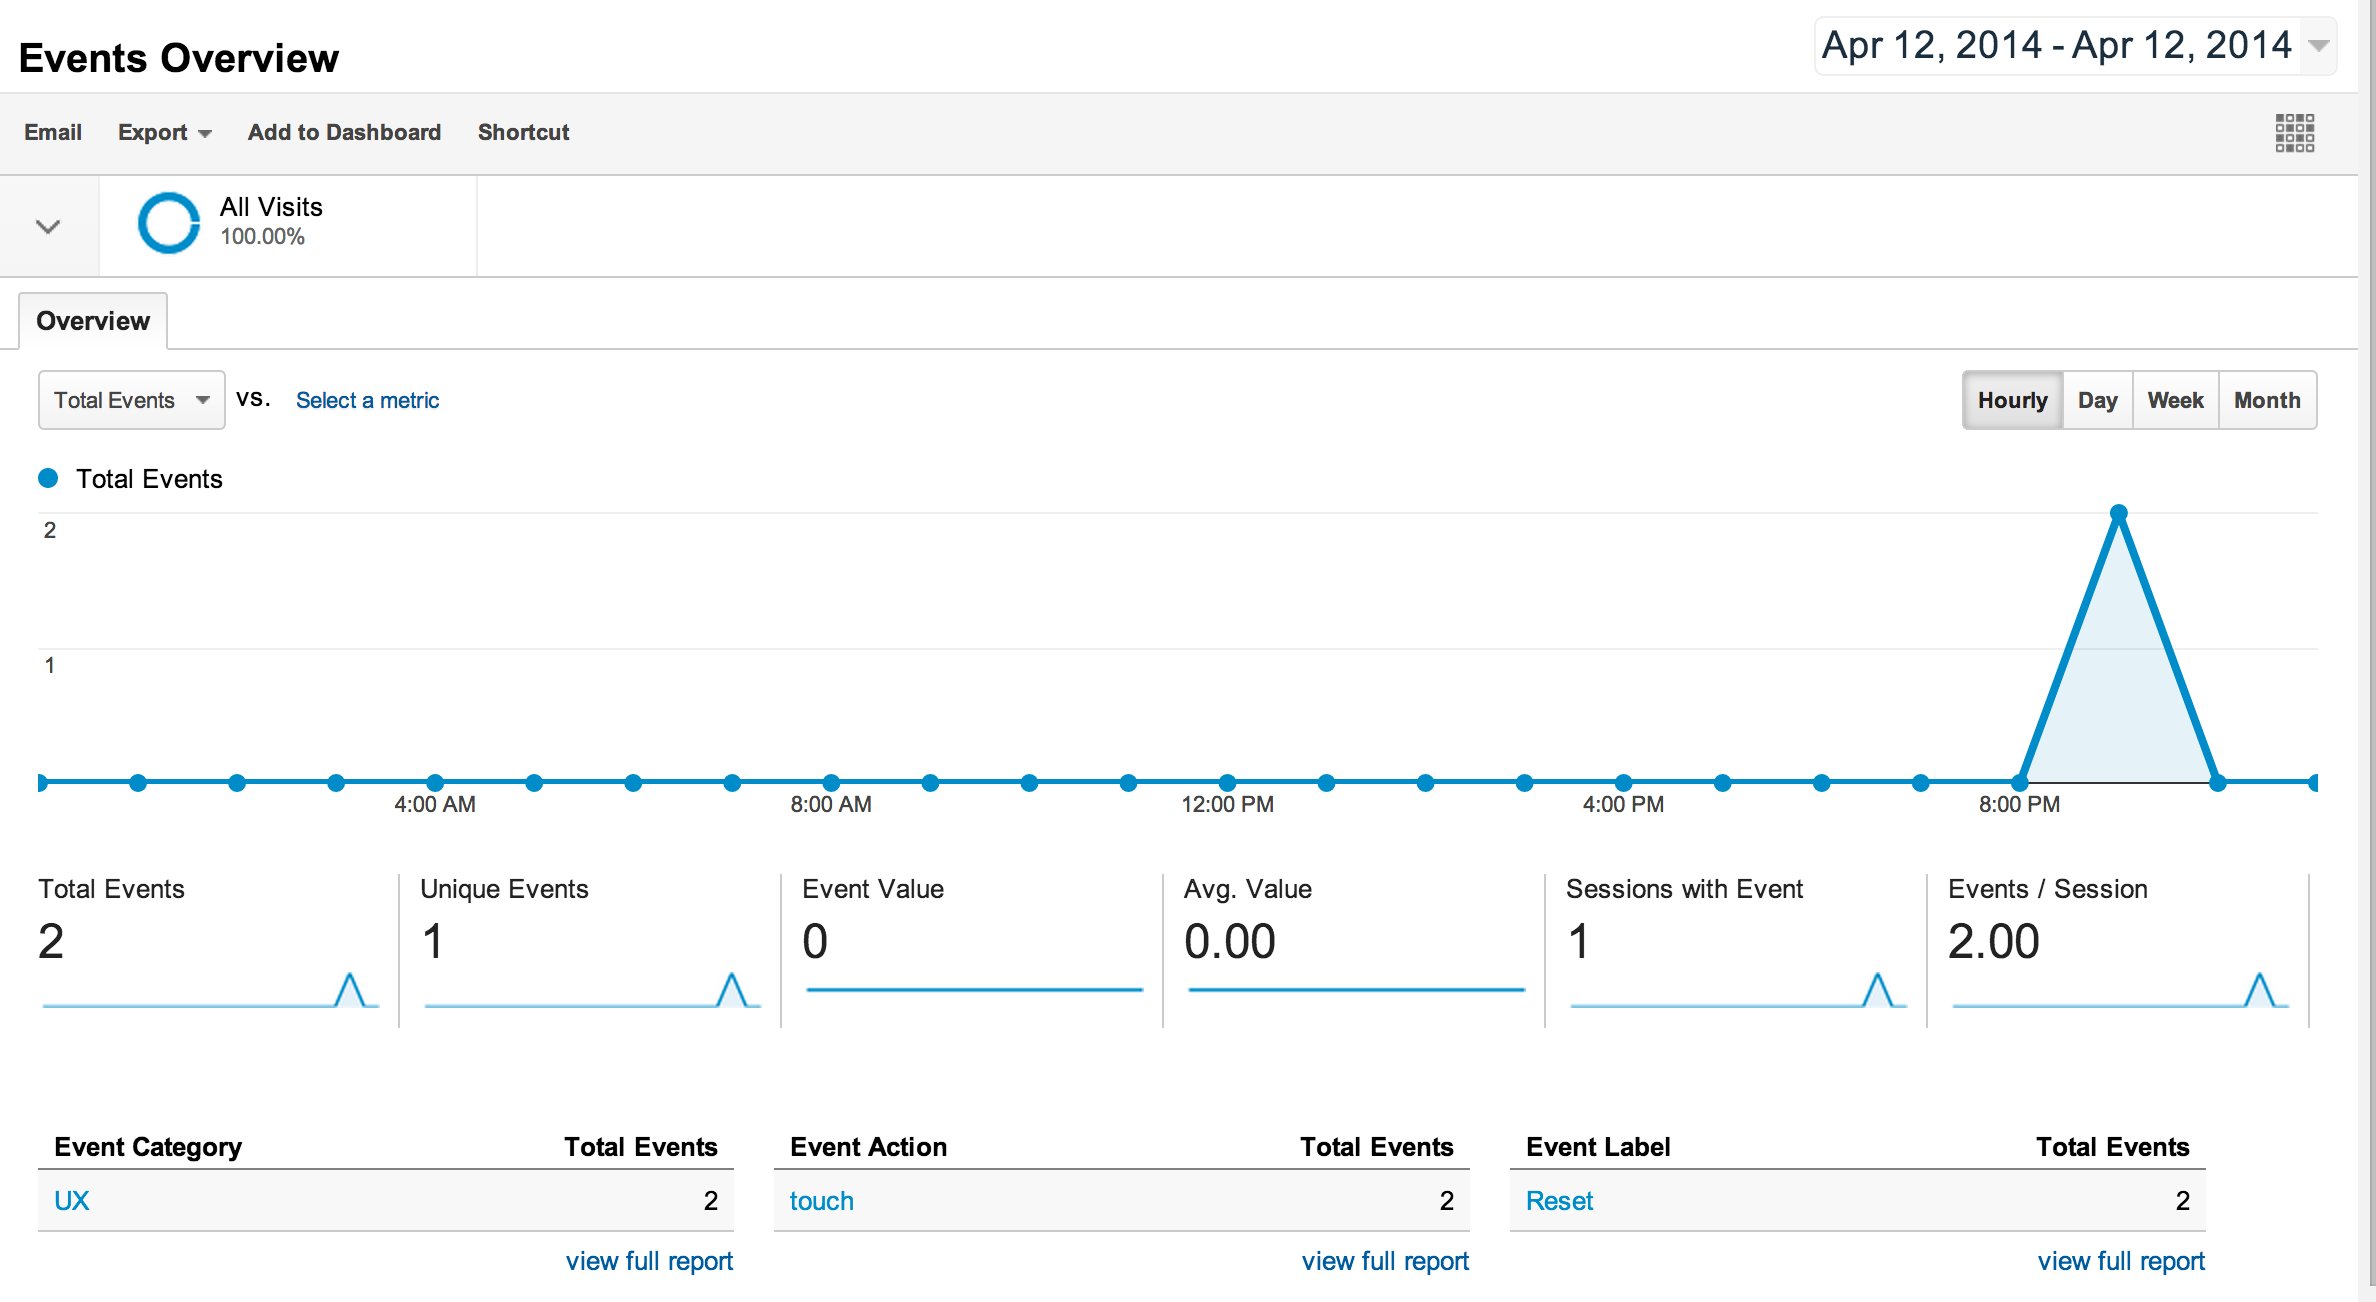 Events Overview
Apr 12, 2014 - Apr 12, 2014
Email Export Add to Dashboard Shortcut
All Visits
100.00%
Overview
Total Events vs. Select a metric
Hourly Day Week Month
Total Events
2
1
4:00 AM 8:00 AM 12:00 PM 4:00 PM 8:00 PM
Total Events Unique Events Event Value Avg. Value Sessions with Event Events / Session
2 1 0 0.00 1 2.00
Event Category Total Events Event Action Total Events Event Label Total Events
UX 2 touch 2 Reset 2
view full report view full report view full report